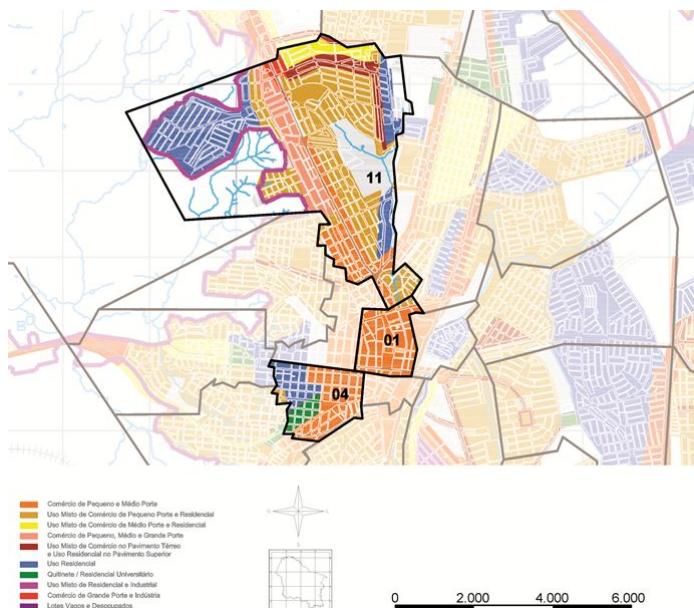 11
01
04
Comércio de Pequeno e Médio Porte
Uso Misto de Comércio de Pequeno Porte e Residencial
Uso Misto de Comércio de Médio Porte e Residencial
Comércio de Pequeno, Médio e Grande Porte
Uso Misto de Comércio no Pavimento Térreo
e Uso Residencial no Pavimento Superior
Uso Residencial
Quitinete / Residencial Universitário
Uso Misto de Residencial e Industrial
Comércio de Grande Porte e Indústria
Lotes Vagos e Desocupados
0 2.000 4.000 6.000